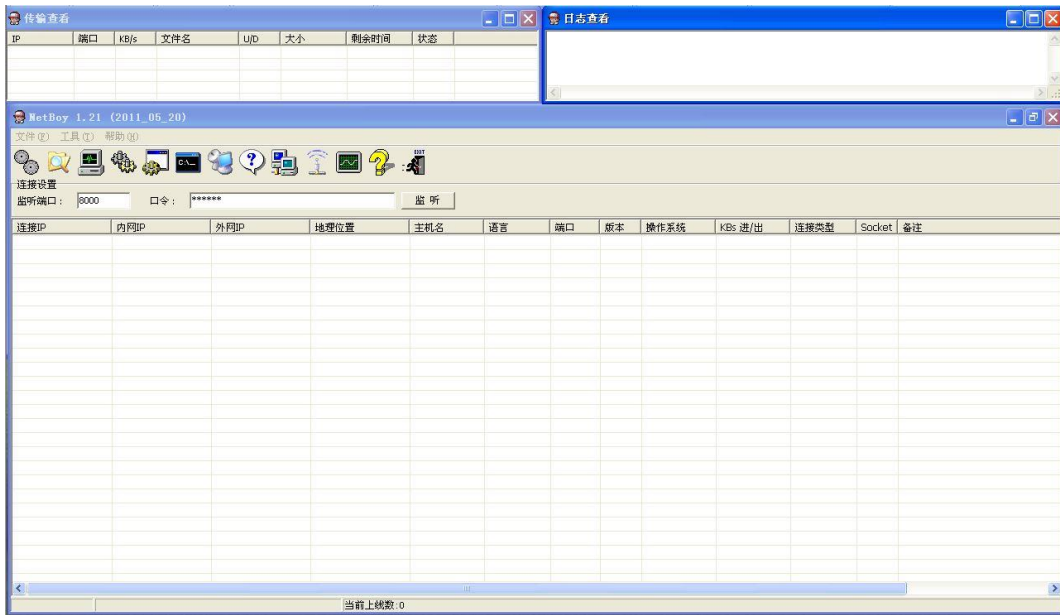 传输查看
IP 端口 KB/s 文件名 U/D 大小 剩余时间 状态
日志查看
NetBoy 1.21 (2011_05_20)
文件(F) 工具(T) 帮助(H)
EXIT
连接设置
监听端口: 8000 口令: ****** 监 听
连接IP 内网IP 外网IP 地理位置 主机名 语言 端口 版本 操作系统 KBs 进/出 连接类型 Socket 备注
当前上线数:0